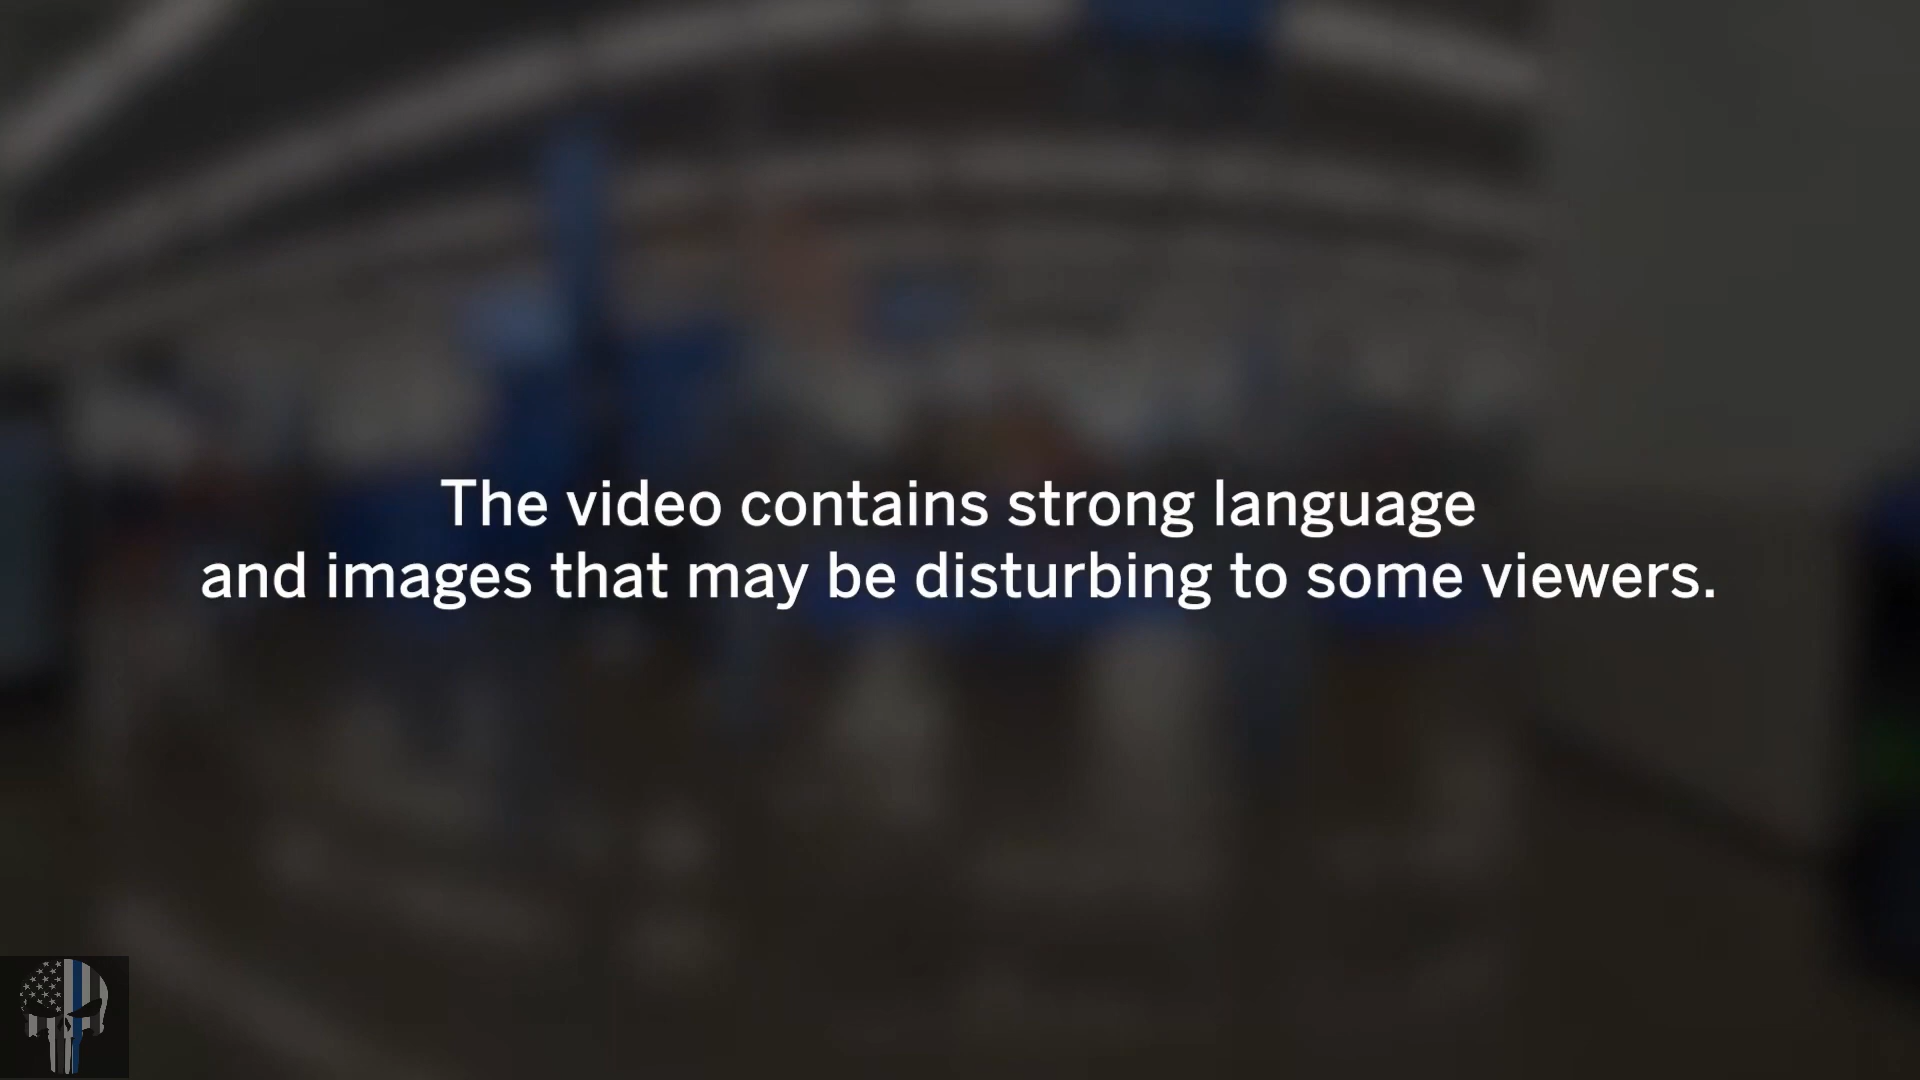 The video contains strong language
and images that may be disturbing to some viewers.